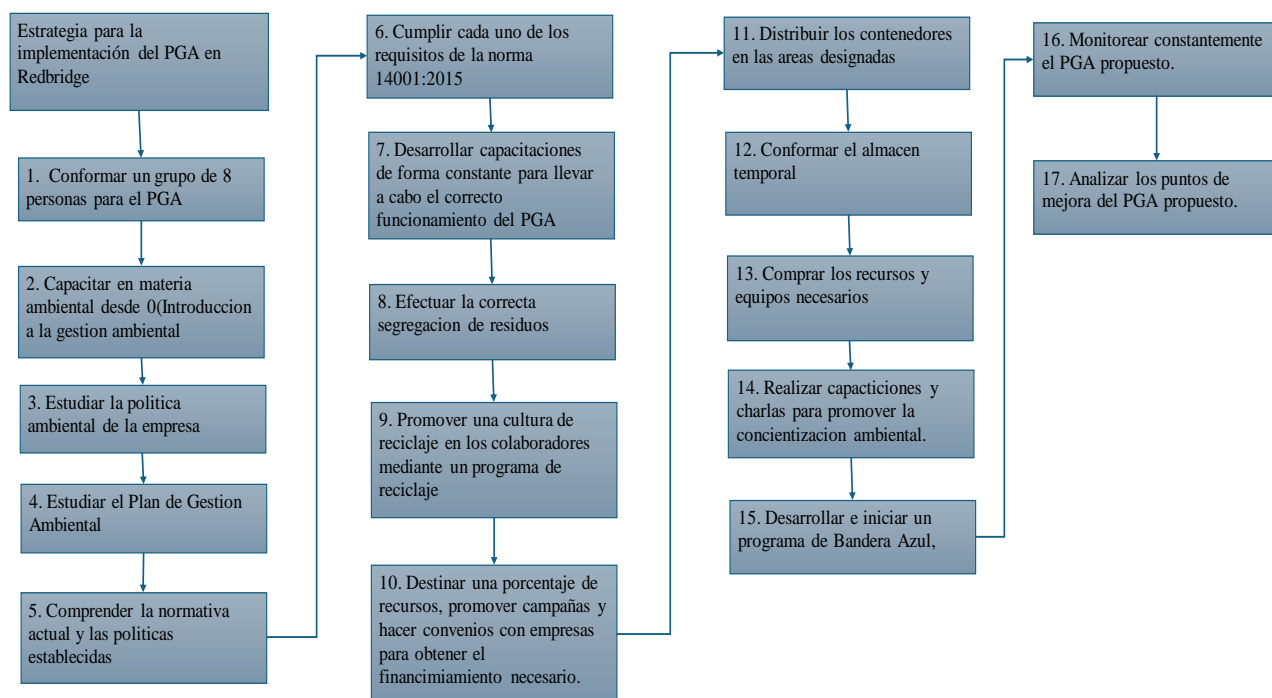 Estrategia para la
implementación del PGA en
Redbridge
1. Conformar un grupo de 8
personas para el PGA
2. Capacitar en materia
ambiental desde 0(Introduccion
a la gestion ambiental
3. Estudiar la politica
ambiental de la empresa
4. Estudiar el Plan de Gestion
Ambiental
5. Comprender la normativa
actual y las politicas
establecidas
6. Cumplir cada uno de los
requisitos de la norma
14001:2015
7. Desarrollar capacitaciones
de forma constante para llevar
a cabo el correcto
funcionamiento del PGA
8. Efectuar la correcta
segregacion de residuos
9. Promover una cultura de
reciclaje en los colaboradores
mediante un programa de
reciclaje
10. Destinar una porcentaje de
recursos, promover campañas y
hacer convenios con empresas
para obtener el
financimiamiento necesario.
11. Distribuir los contenedores
en las areas designadas
12. Conformar el almacen
temporal
13. Comprar los recursos y
equipos necesarios
14. Realizar capacticiones y
charlas para promover la
concientizacion ambiental.
15. Desarrollar e iniciar un
programa de Bandera Azul,
16. Monitorear constantemente
el PGA propuesto.
17. Analizar los puntos de
mejora del PGA propuesto.